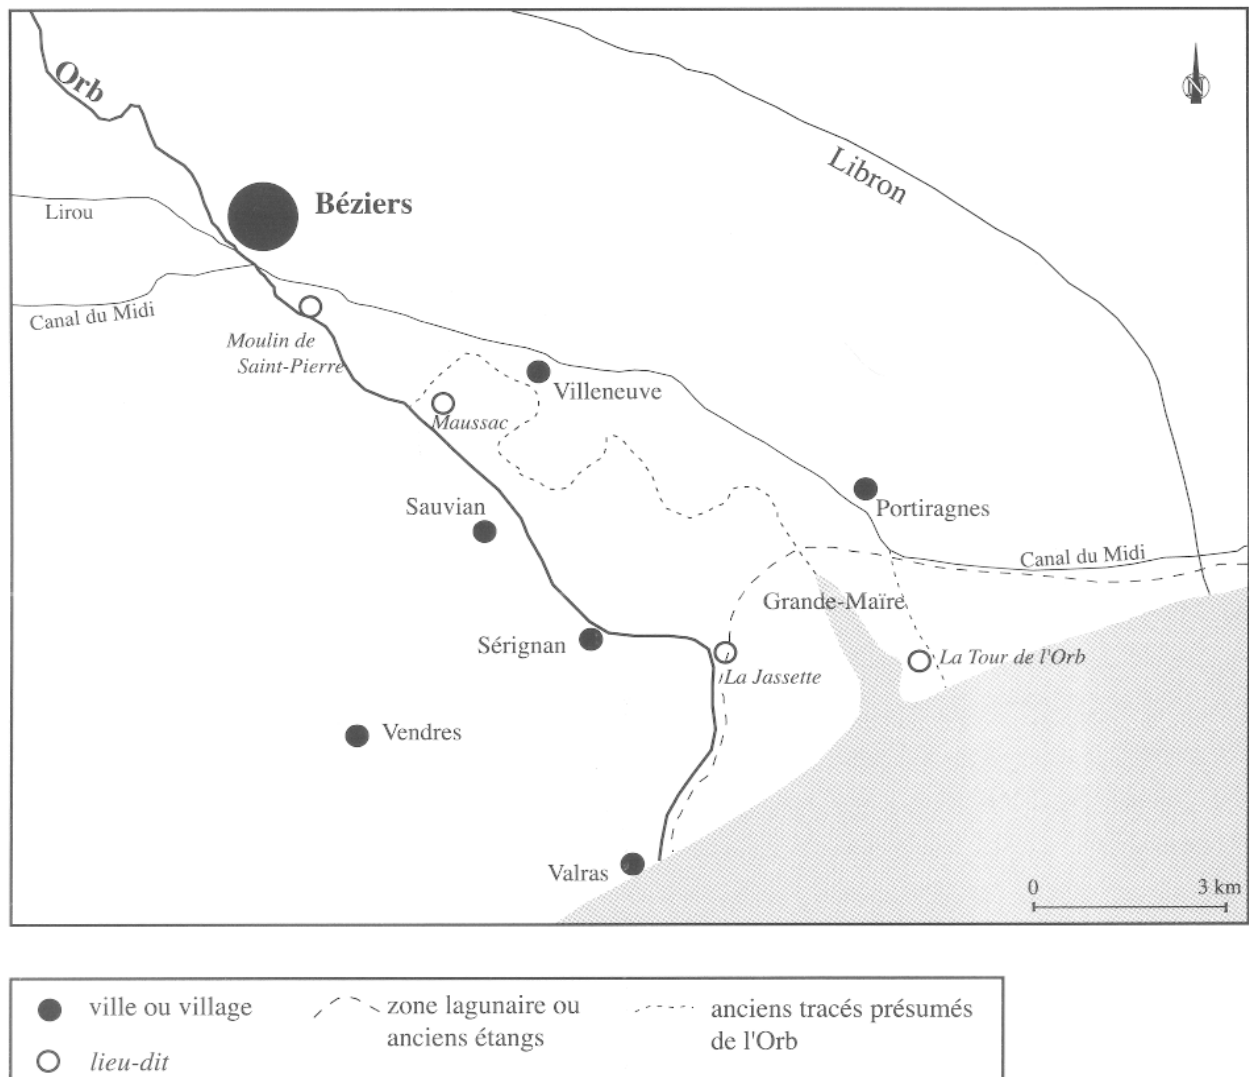 Orb
N
Libron
Béziers
Lirou
Canal du Midi
Moulin de
Saint-Pierre
Villeneuve
Maussac
Sauvian
Portiragnes
Canal du Midi
Grande-Maïre
Sérignan
La Tour de l'Orb
La Jassette
Vendres
Valras
0 3 km
ville ou village
zone lagunaire ou
anciens étangs
anciens tracés présumés
de l'Orb
lieu-dit